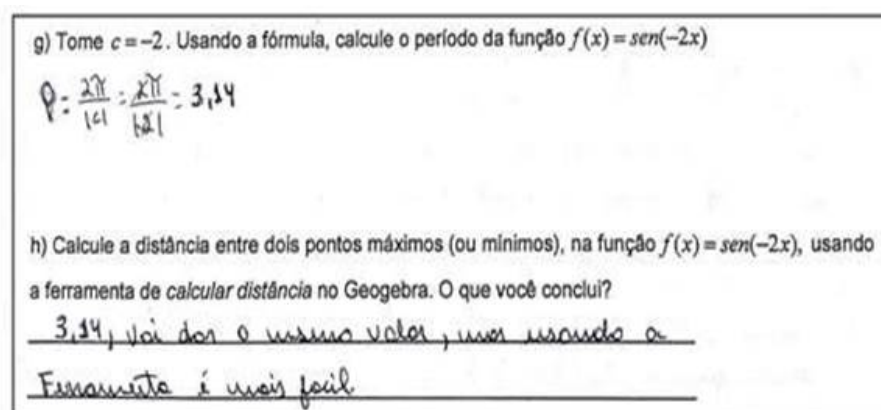 g) Tome c = −2. Usando a fórmula, calcule o período da função f(x) = sen(−2x)
P = 2π/|c| = 2π/|-2| = 3,14
h) Calcule a distância entre dois pontos máximos (ou mínimos), na função f(x) = sen(−2x), usando
a ferramenta de calcular distância no Geogebra. O que você conclui?
3,14, Vai dar o mesmo valor, mas usando a
Ferramenta é mais facil